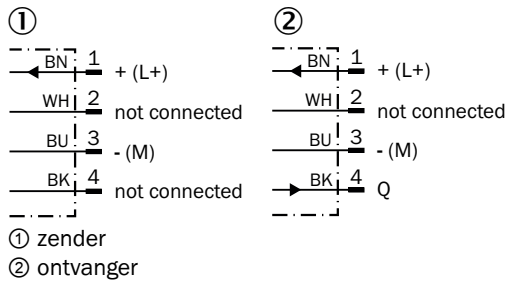 ①
BN 1 + (L+)
WH 2 not connected
BU 3 - (M)
BK 4 not connected
②
BN 1 + (L+)
WH 2 not connected
BU 3 - (M)
BK 4 Q
① zender
② ontvanger